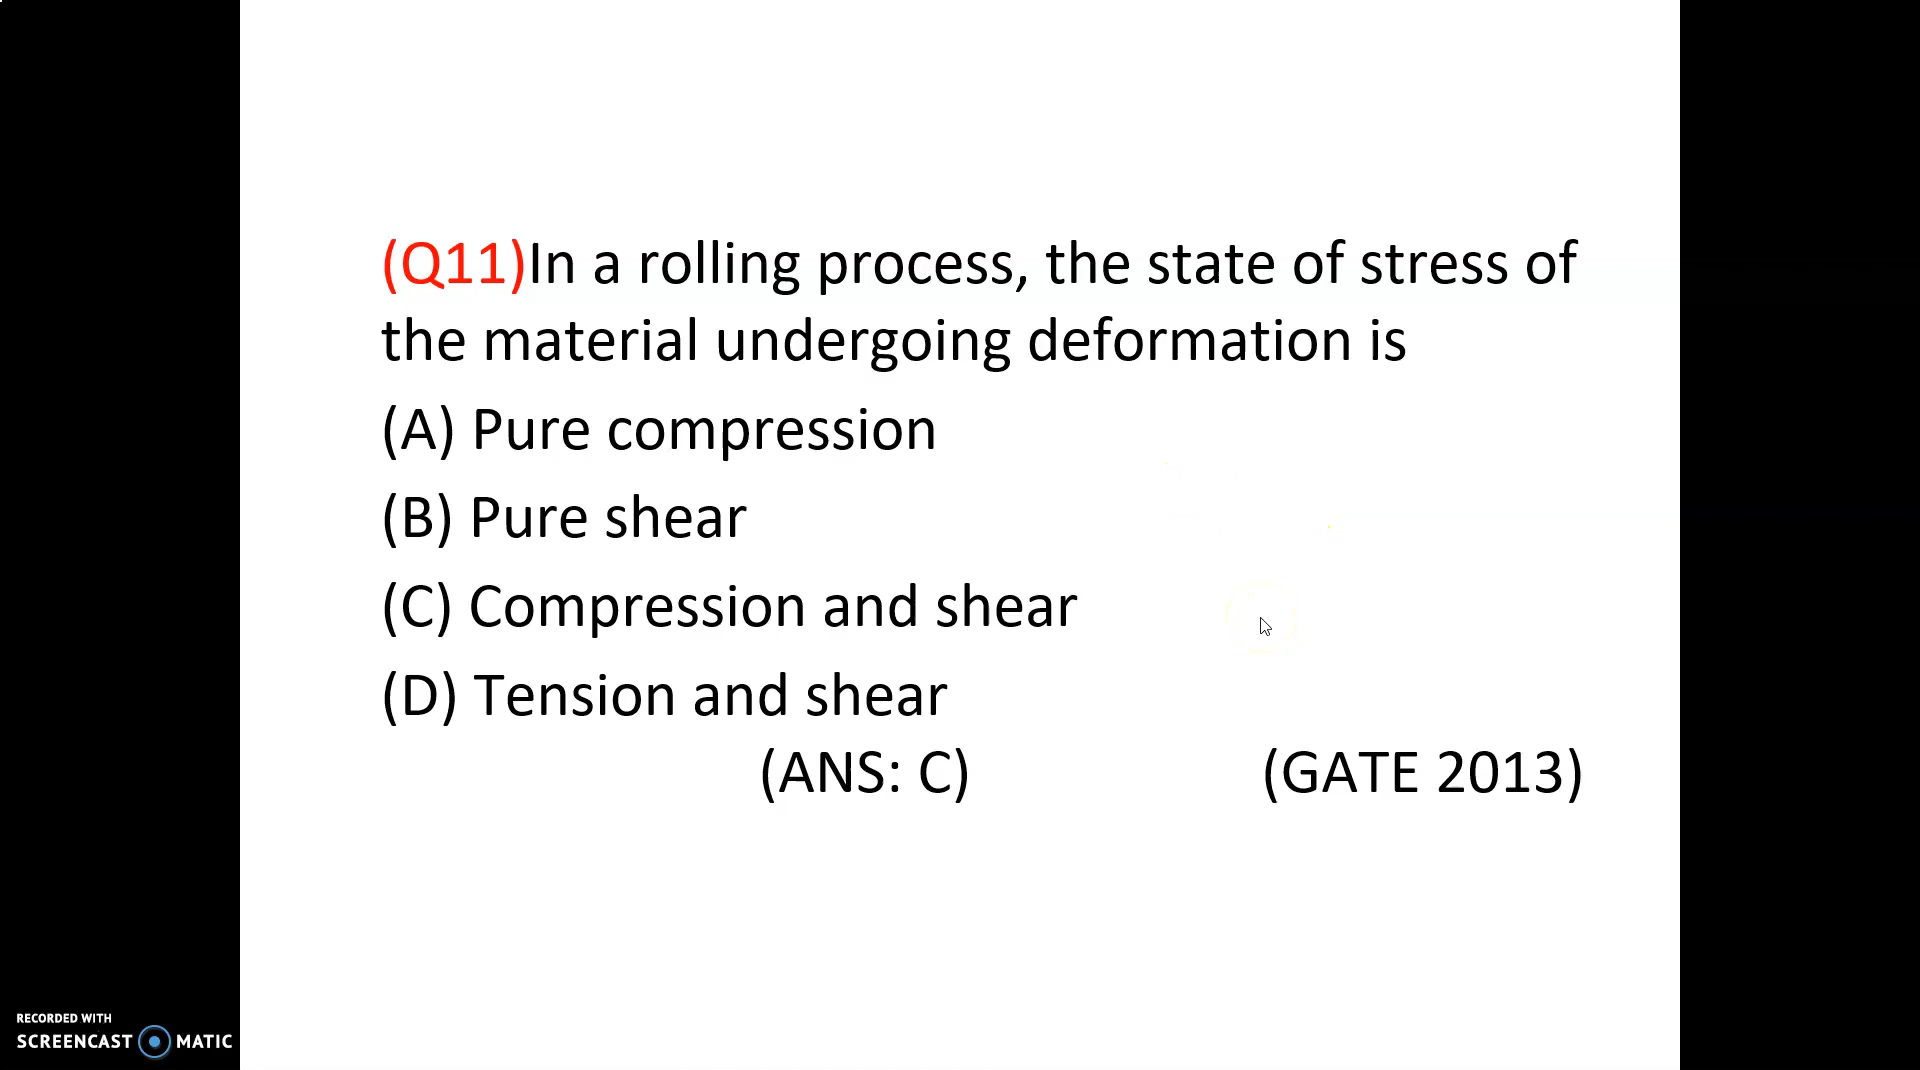 (Q11)In a rolling process, the state of stress of
the material undergoing deformation is
(A) Pure compression
(B) Pure shear
(C) Compression and shear
(D) Tension and shear
(ANS: C) (GATE 2013)
RECORDED WITH
SCREENCAST MATIC